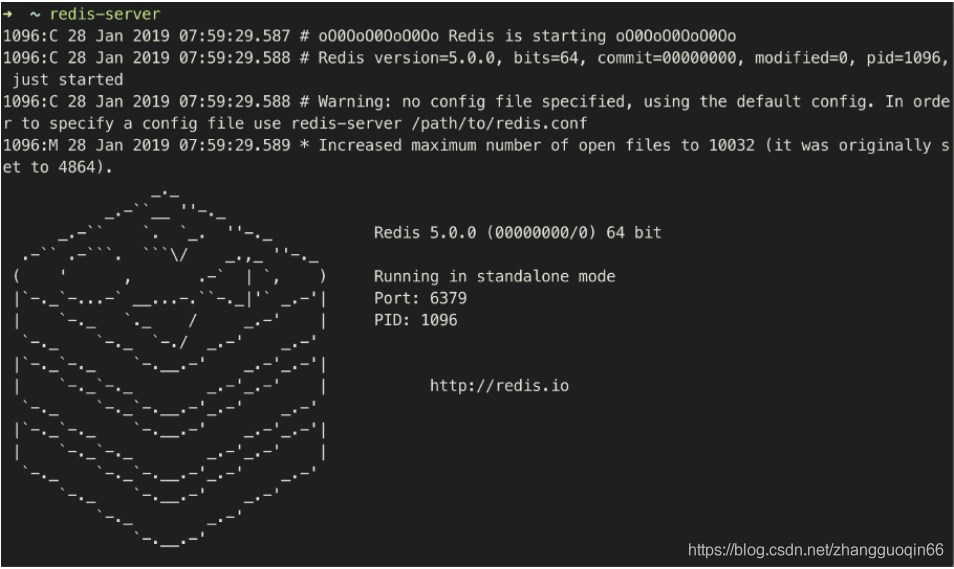 → ~ redis-server
1096:C 28 Jan 2019 07:59:29.587 # oO0OoO0OoO0Oo Redis is starting oO0OoO0OoO0Oo
1096:C 28 Jan 2019 07:59:29.588 # Redis version=5.0.0, bits=64, commit=00000000, modified=0, pid=1096,
just started
1096:C 28 Jan 2019 07:59:29.588 # Warning: no config file specified, using the default config. In orde
r to specify a config file use redis-server /path/to/redis.conf
1096:M 28 Jan 2019 07:59:29.589 * Increased maximum number of open files to 10032 (it was originally s
et to 4864).
Redis 5.0.0 (00000000/0) 64 bit
Running in standalone mode
Port: 6379
PID: 1096
http://redis.io
https://blog.csdn.net/zhangguoqin66